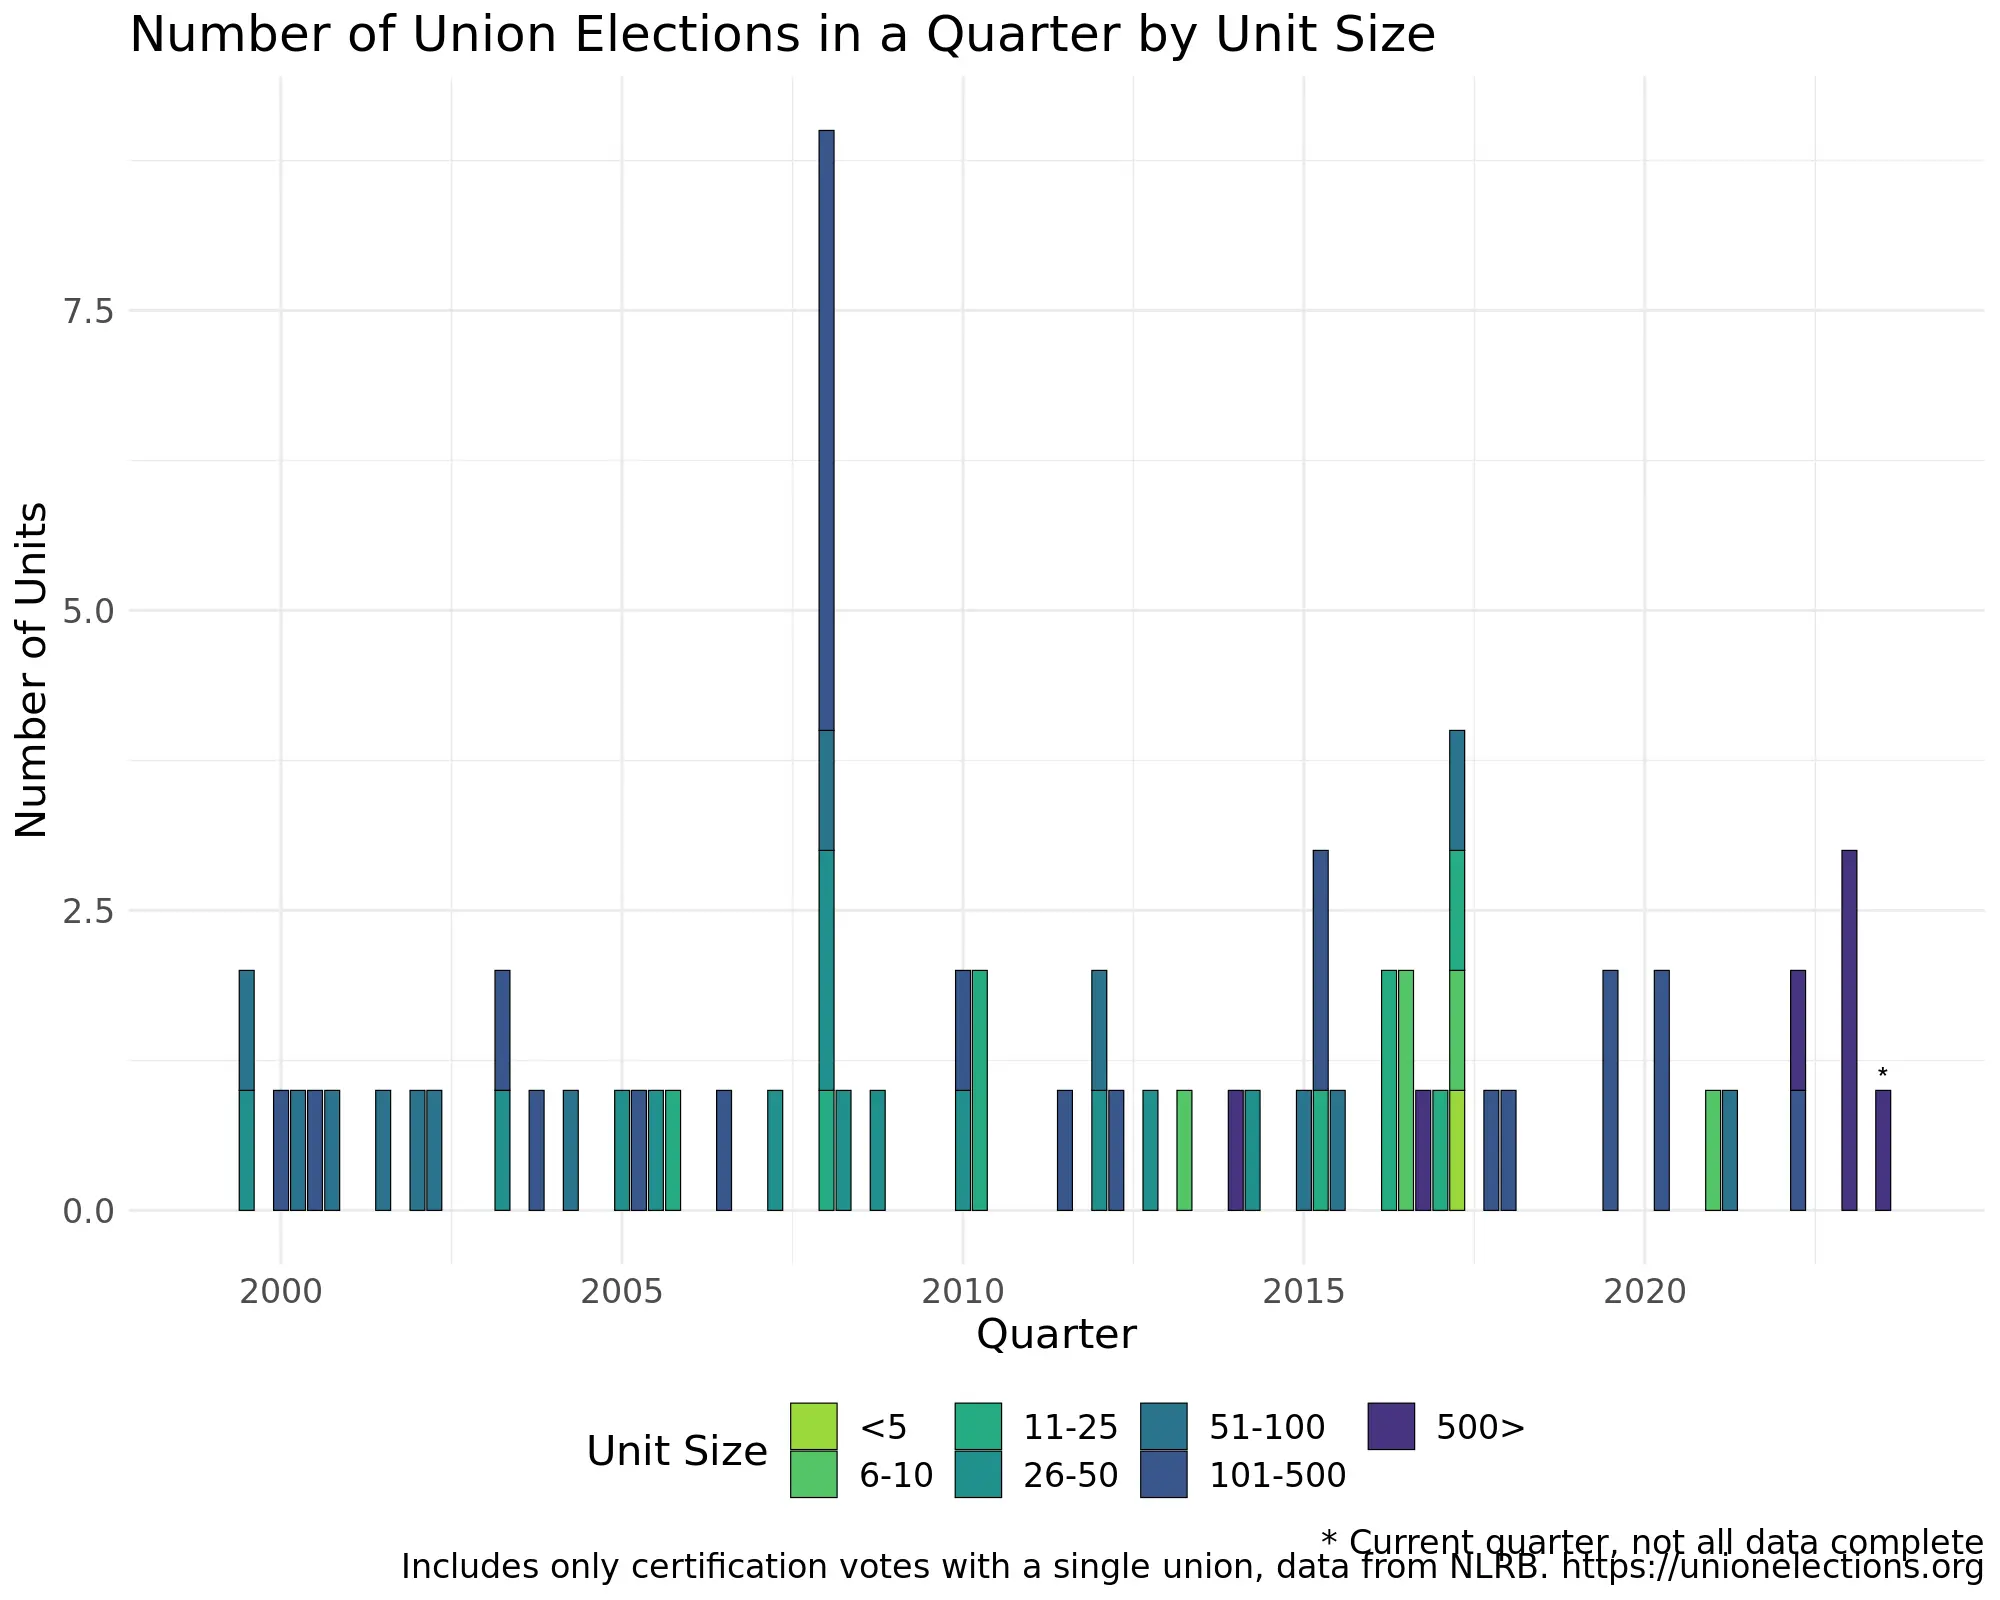 Number of Union Elections in a Quarter by Unit Size
Number of Units
7.5
5.0
2.5
0.0
*
2000 2005 2010 2015 2020
Quarter
Unit Size
<5 11-25 51-100 500>
6-10 26-50 101-500
* Current quarter, not all data complete
Includes only certification votes with a single union, data from NLRB. https://unionelections.org